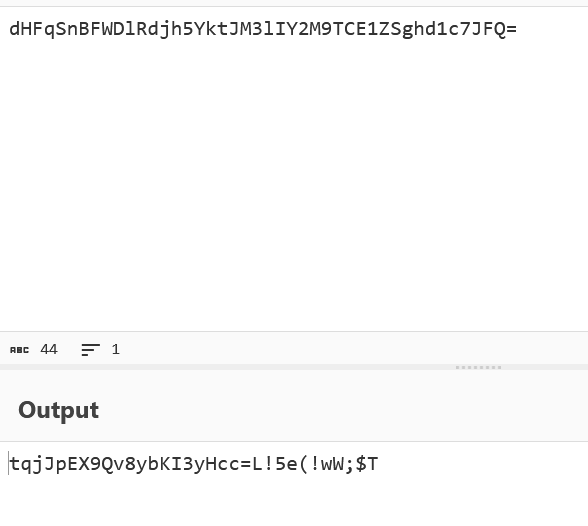 dHFqSnBFWDlRdjh5YktJM3lIY2M9TCE1ZSghd1c7JFQ=
ABC 44 1
Output
tqjJpEX9Qv8ybKI3yHcc=L!5e(!wW;$T